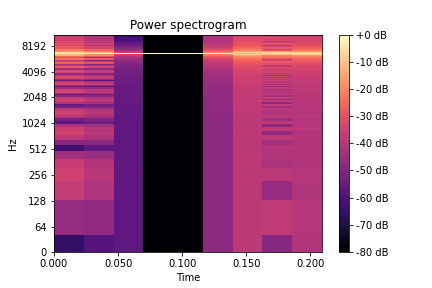 Power spectrogram
Hz
8192
4096
2048
1024
512
256
128
64
0
0.000 0.050 0.100 0.150 0.200
Time
+0 dB
-10 dB
-20 dB
-30 dB
-40 dB
-50 dB
-60 dB
-70 dB
-80 dB